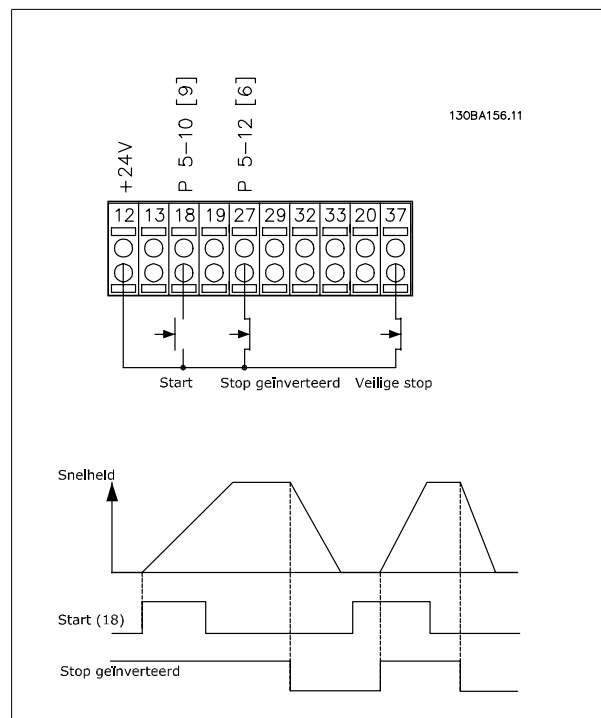 +24V
P 5-10 [9]
P 5-12 [6]
130BA156.11
12 13 18 19 27 29 32 33 20 37
Start Stop geïnverteerd Veilige stop
Snelheld
Start (18)
Stop geïnverteerd